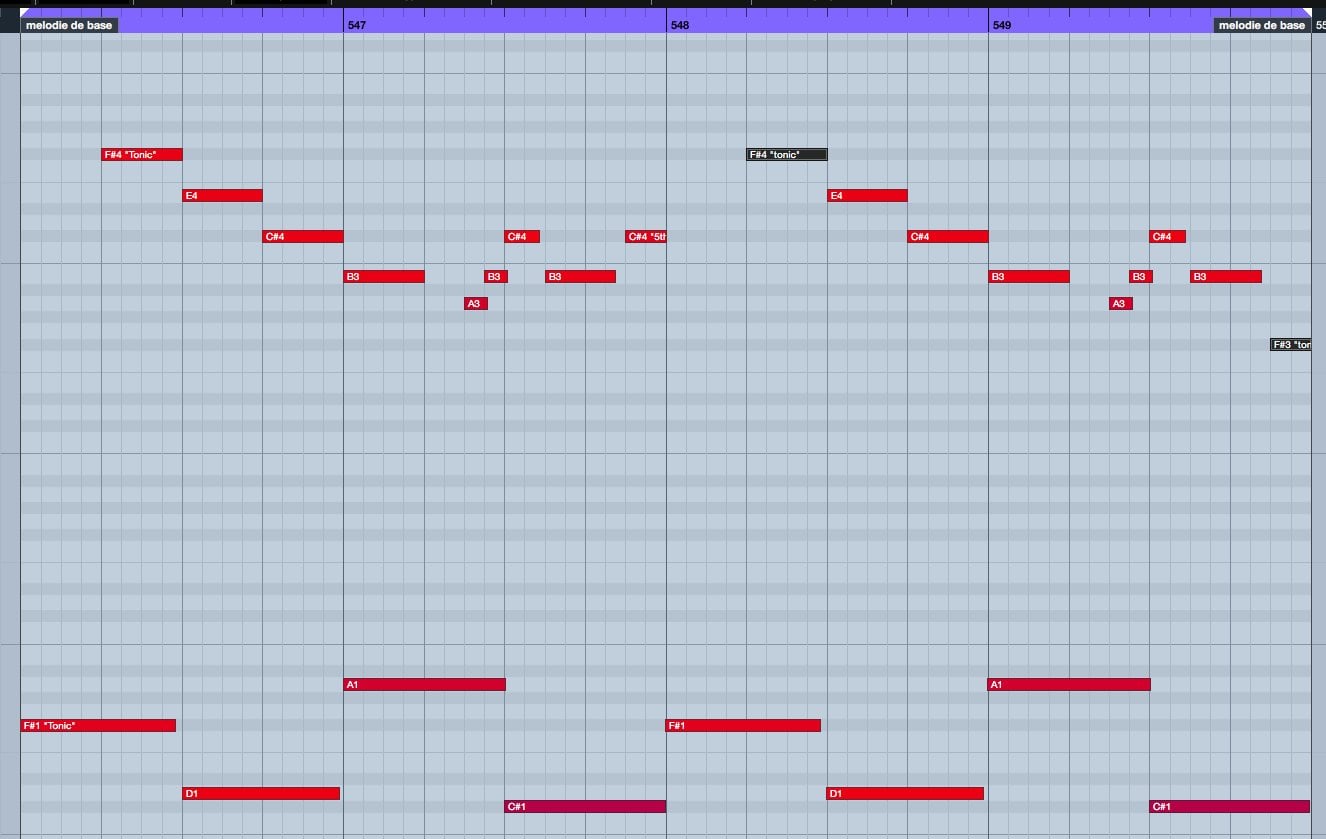 melodie de base 547 548 549 melodie de base 55
F#4 "Tonic" F#4 "tonic"
E4 E4
C#4 C#4 C#4 "5th C#4 C#4
B3 B3 B3 B3 B3 B3
A3 A3
F#3 "ton
A1 A1
F#1 "Tonic" F#1
D1 D1
C#1 C#1